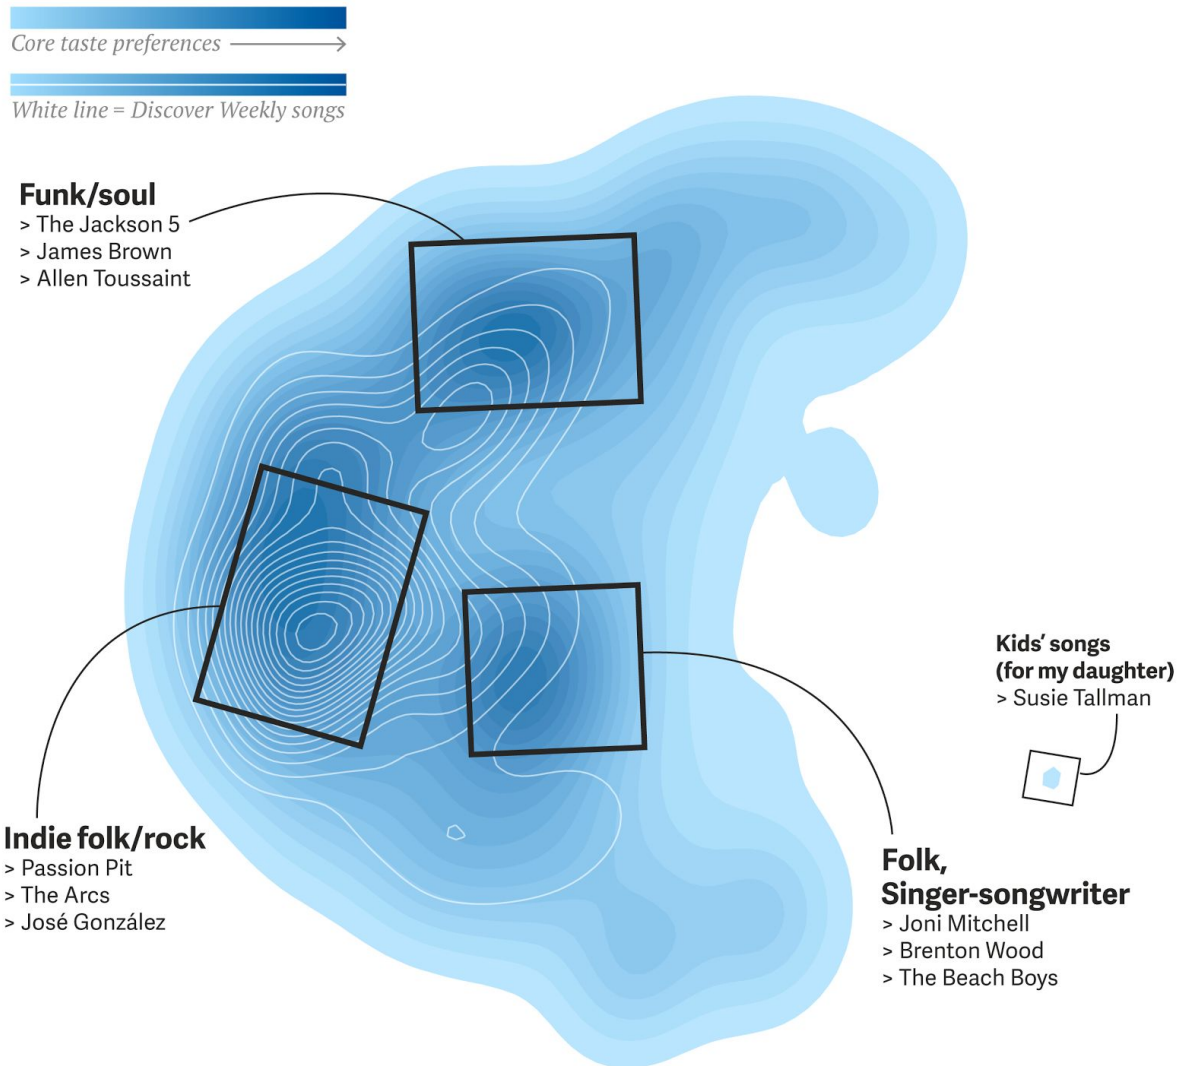 Core taste preferences
White line = Discover Weekly songs
Funk/soul
> The Jackson 5
> James Brown
> Allen Toussaint
Kids’ songs
(for my daughter)
> Susie Tallman
Indie folk/rock
> Passion Pit
> The Arcs
> José González
Folk,
Singer-songwriter
> Joni Mitchell
> Brenton Wood
> The Beach Boys